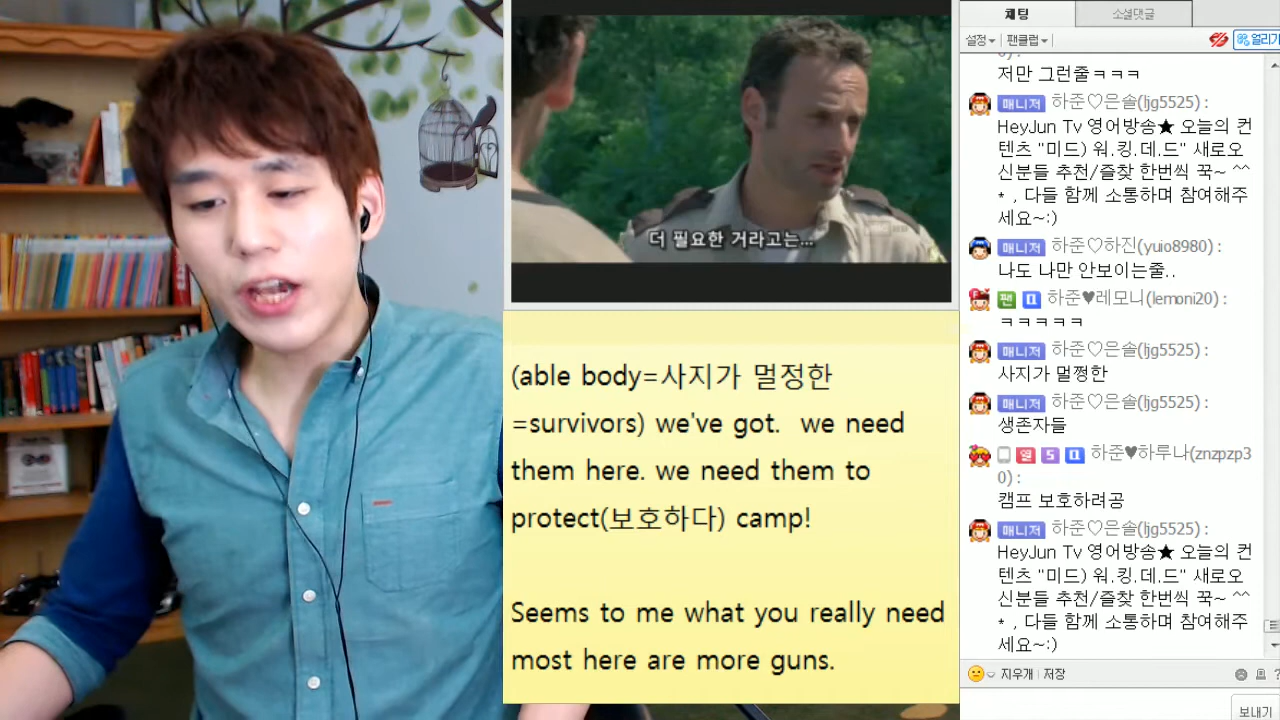 더 필요한 거라고는...
(able body=사지가 멀정한
=survivors) we've got.  we need
them here. we need them to
protect(보호하다) camp!
Seems to me what you really need
most here are more guns.
채팅
소셜댓글
설정
팬클럽
열리기
저만 그런줄ㅋㅋㅋ
매니저 하준♡은솔(ljg5525) :
HeyJun Tv 영어방송★ 오늘의 컨
텐츠 "미드) 워.킹.데.드" 새로오
신분들 추천/즐찾 한번씩 꾹~ ^^
* , 다들 함께 소통하며 참여해주
세요~:)
매니저 하준♡하진(yuio8980) :
나도 나만 안보이는줄..
팬 하준♥레모니(lemoni20) :
ㅋㅋㅋㅋㅋ
매니저 하준♡은솔(ljg5525) :
사지가 멀쩡한
매니저 하준♡은솔(ljg5525) :
생존자들
열 5 하준♥하루나(znzpzp3
0) :
캠프 보호하려공
매니저 하준♡은솔(ljg5525) :
HeyJun Tv 영어방송★ 오늘의 컨
텐츠 "미드) 워.킹.데.드" 새로오
신분들 추천/즐찾 한번씩 꾹~ ^^
* , 다들 함께 소통하며 참여해주
세요~:)
지우개 저장
보내기